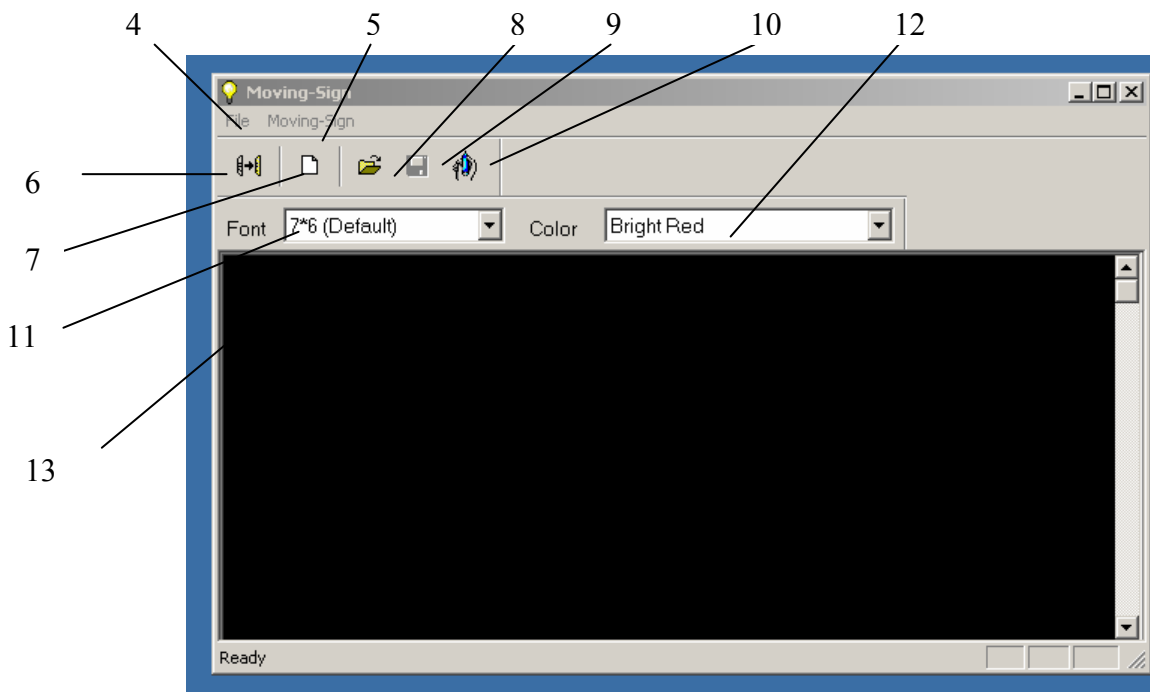 4 5 8 9 10 12
Moving-Sign
File Moving-Sign
6
Font 7*6 (Default) Color Bright Red
7
11
13
Ready